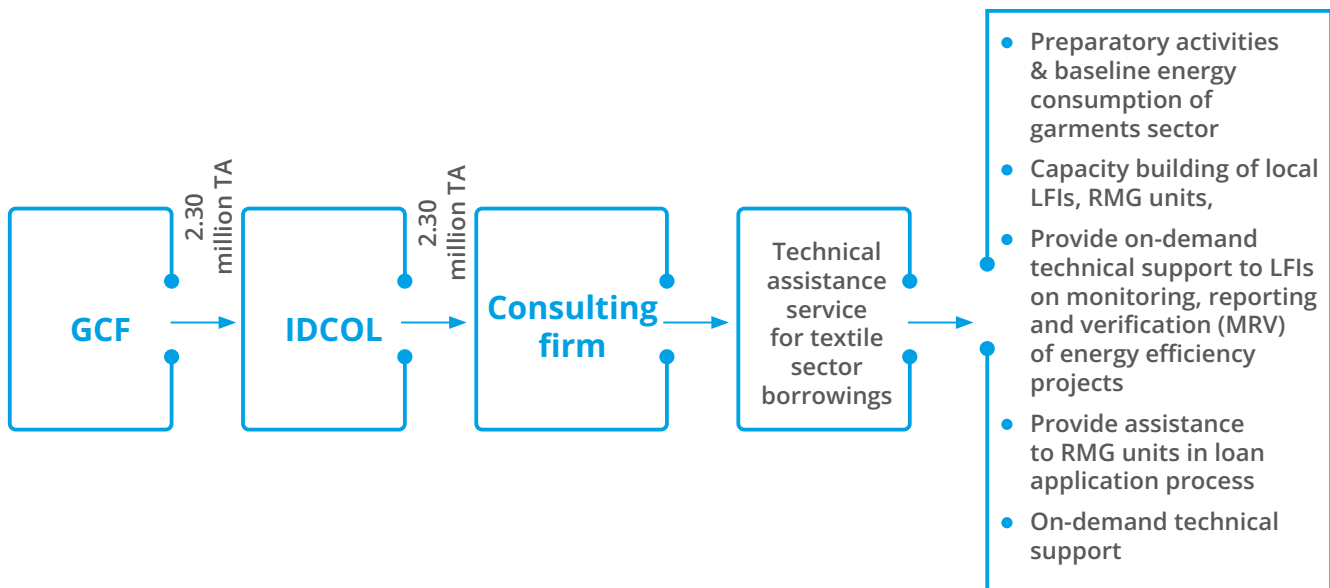 GCF
2.30
million TA
IDCOL
2.30
million TA
Consulting
firm
Technical
assistance
service
for textile
sector
borrowings
• Preparatory activities
& baseline energy
consumption of
garments sector
• Capacity building of local
LFIs, RMG units,
• Provide on-demand
technical support to LFIs
on monitoring, reporting
and verification (MRV)
of energy efficiency
projects
• Provide assistance
to RMG units in loan
application process
• On-demand technical
support